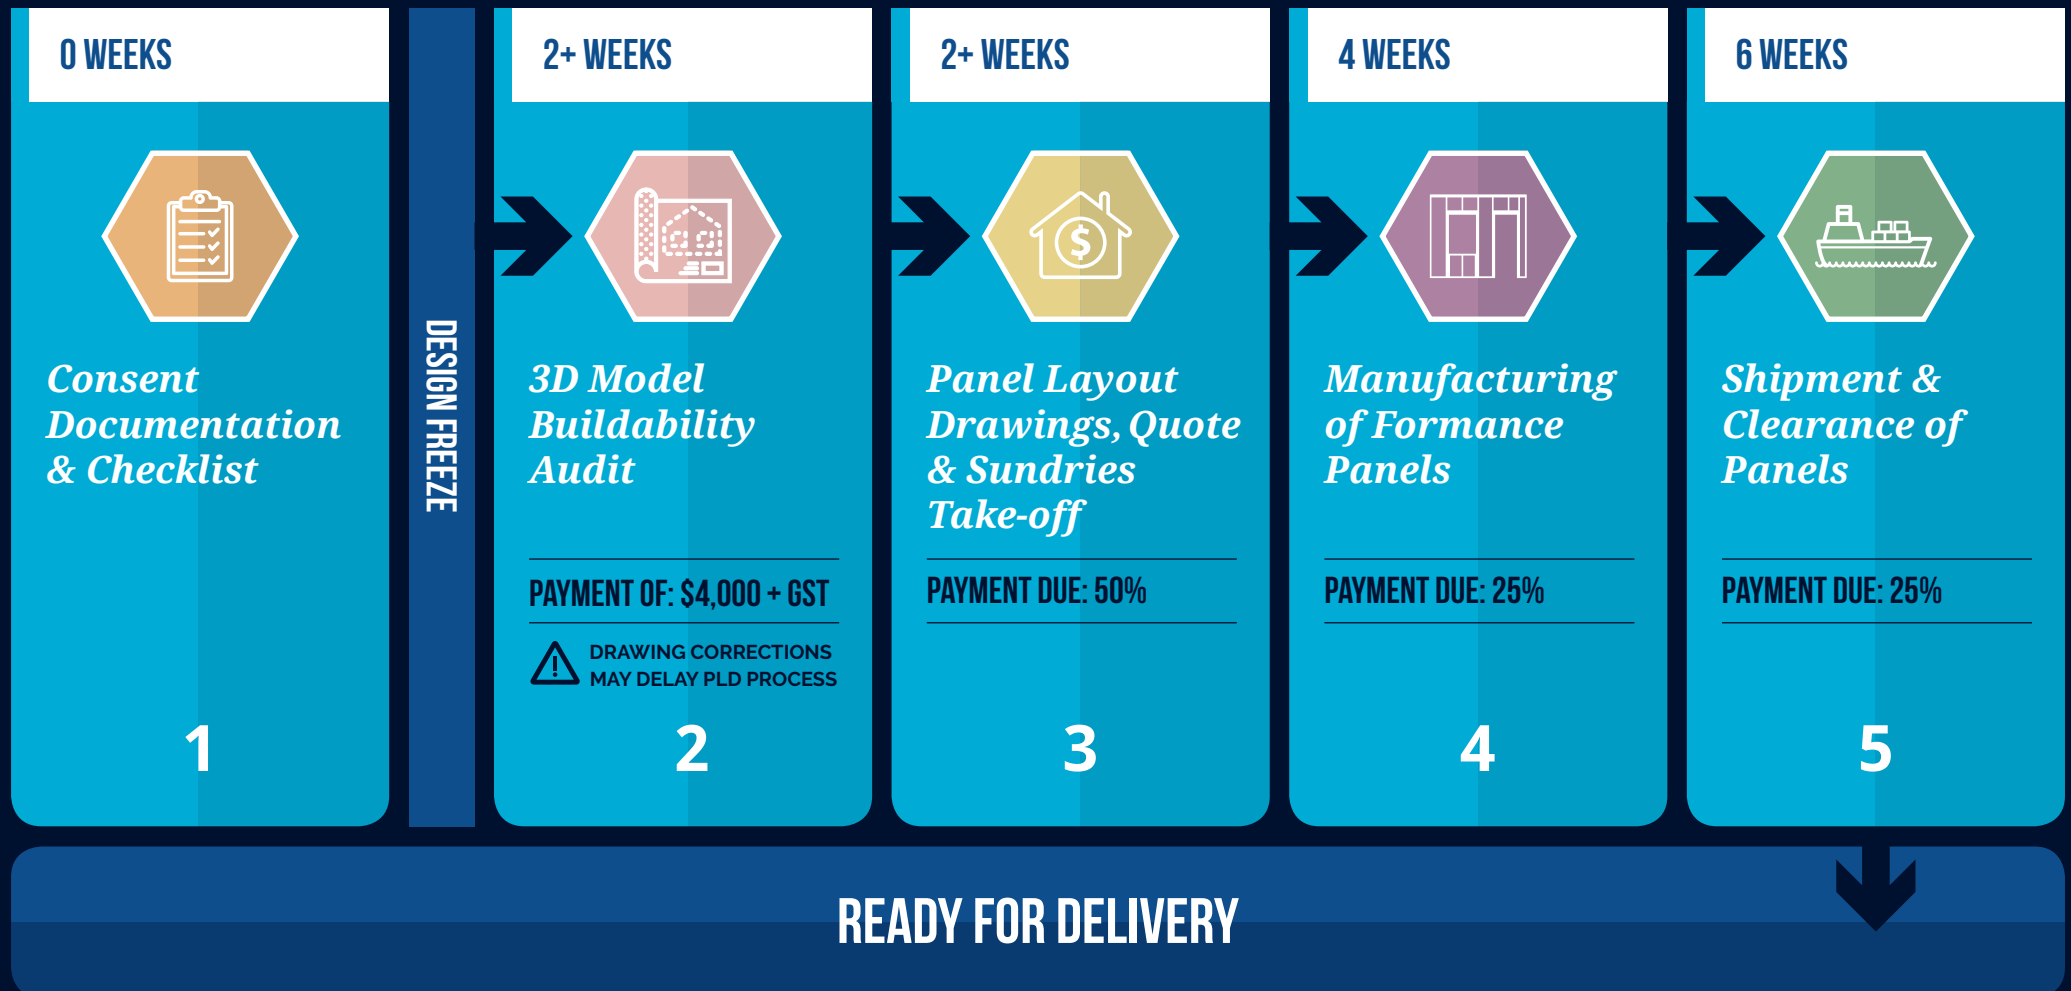 0 WEEKS
Consent
Documentation
& Checklist
1
DESIGN FREEZE
2+ WEEKS
3D Model
Buildability
Audit
PAYMENT OF: $4,000 + GST
DRAWING CORRECTIONS
MAY DELAY PLD PROCESS
2
2+ WEEKS
$
Panel Layout
Drawings, Quote
& Sundries
Take-off
PAYMENT DUE: 50%
3
4 WEEKS
Manufacturing
of Formance
Panels
PAYMENT DUE: 25%
4
6 WEEKS
Shipment &
Clearance of
Panels
PAYMENT DUE: 25%
5
READY FOR DELIVERY